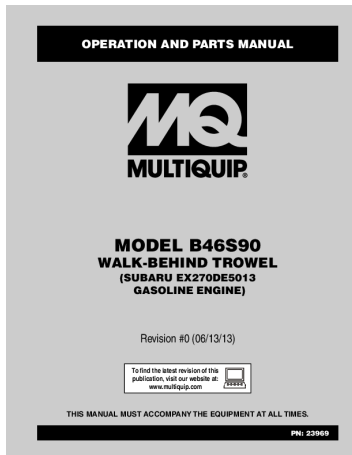 OPERATION AND PARTS MANUAL
MQ
MULTIQUIP®
MODEL B46S90
WALK-BEHIND TROWEL
(SUBARU EX270DE5013
GASOLINE ENGINE)
Revision #0 (06/13/13)
To find the latest revision of this
publication, visit our website at:
www.multiquip.com
THIS MANUAL MUST ACCOMPANY THE EQUIPMENT AT ALL TIMES.
PN: 23969